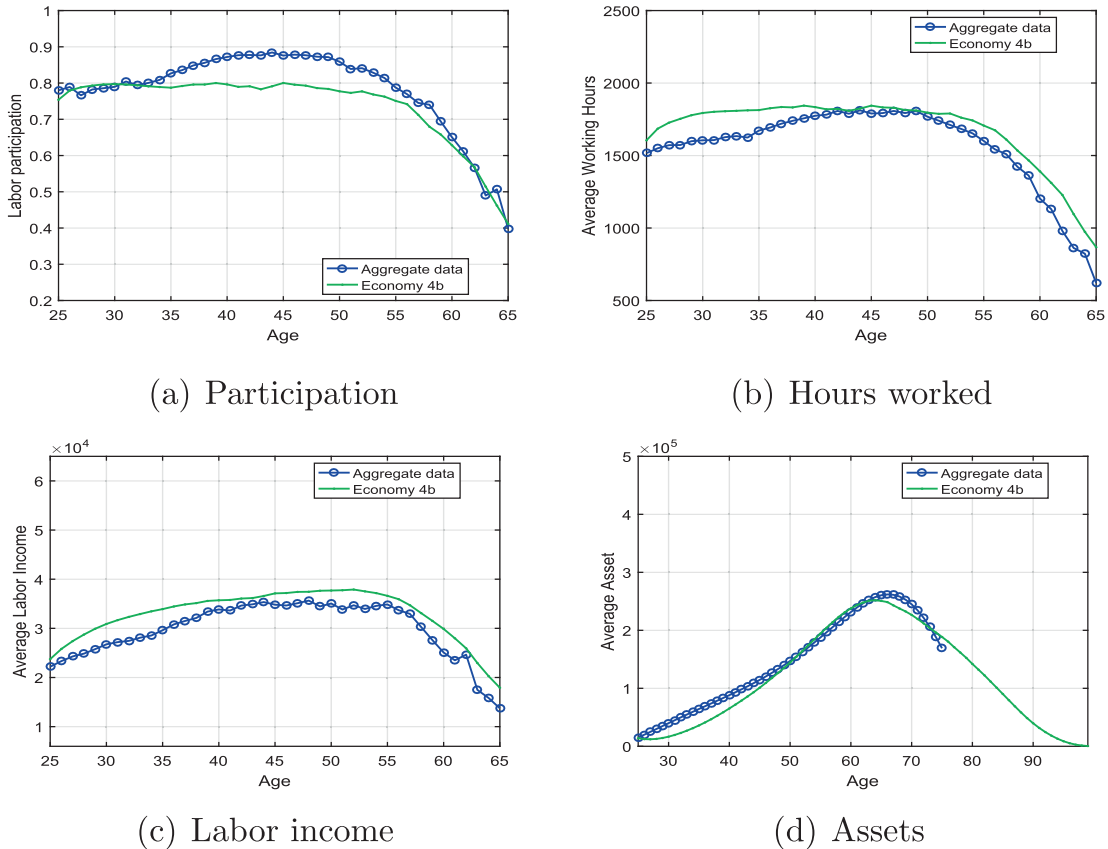 1
0.9
0.8
0.7
0.6
0.5
0.4
0.3
0.2
Labor participation
25 30 35 40 45 50 55 60 65
Age
Aggregate data
Economy 4b
(a) Participation
2500
2000
1500
1000
500
Average Working Hours
25 30 35 40 45 50 55 60 65
Age
Aggregate data
Economy 4b
(b) Hours worked
×10⁴
6
5
4
3
2
1
Average Labor Income
25 30 35 40 45 50 55 60 65
Age
Aggregate data
Economy 4b
(c) Labor income
×10⁵
5
4
3
2
1
0
Average Asset
30 40 50 60 70 80 90
Age
Aggregate data
Economy 4b
(d) Assets